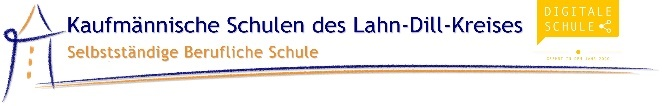 Kaufmännische Schulen des Lahn-Dill-Kreises
Selbstständige Berufliche Schule
DIGITALE
SCHULE